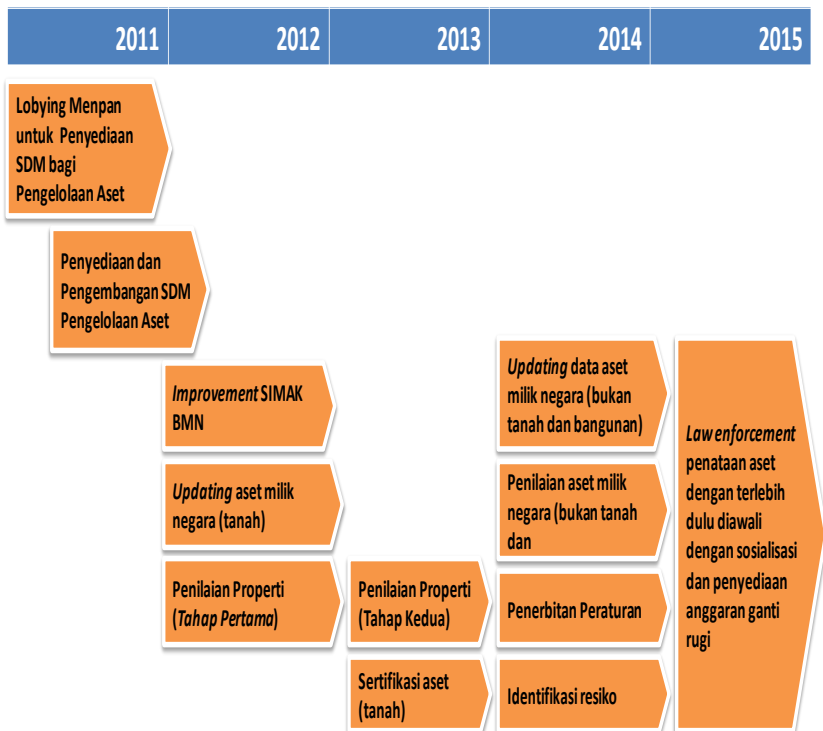 2011 2012 2013 2014 2015
Lobying Menpan
untuk Penyediaan
SDM bagi
Pengelolaan Aset
Penyediaan dan
Pengembangan SDM
Pengelolaan Aset
Improvement SIMAK
BMN
Updating aset milik
negara (tanah)
Penilaian Properti
(Tahap Pertama)
Penilaian Properti
(Tahap Kedua)
Sertifikasi aset
(tanah)
Updating data aset
milik negara (bukan
tanah dan bangunan)
Penilaian aset milik
negara (bukan tanah
dan
Penerbitan Peraturan
Identifikasi resiko
Law enforcement
penataan aset
dengan terlebih
dulu diawali
dengan sosialisasi
dan penyediaan
anggaran ganti
rugi